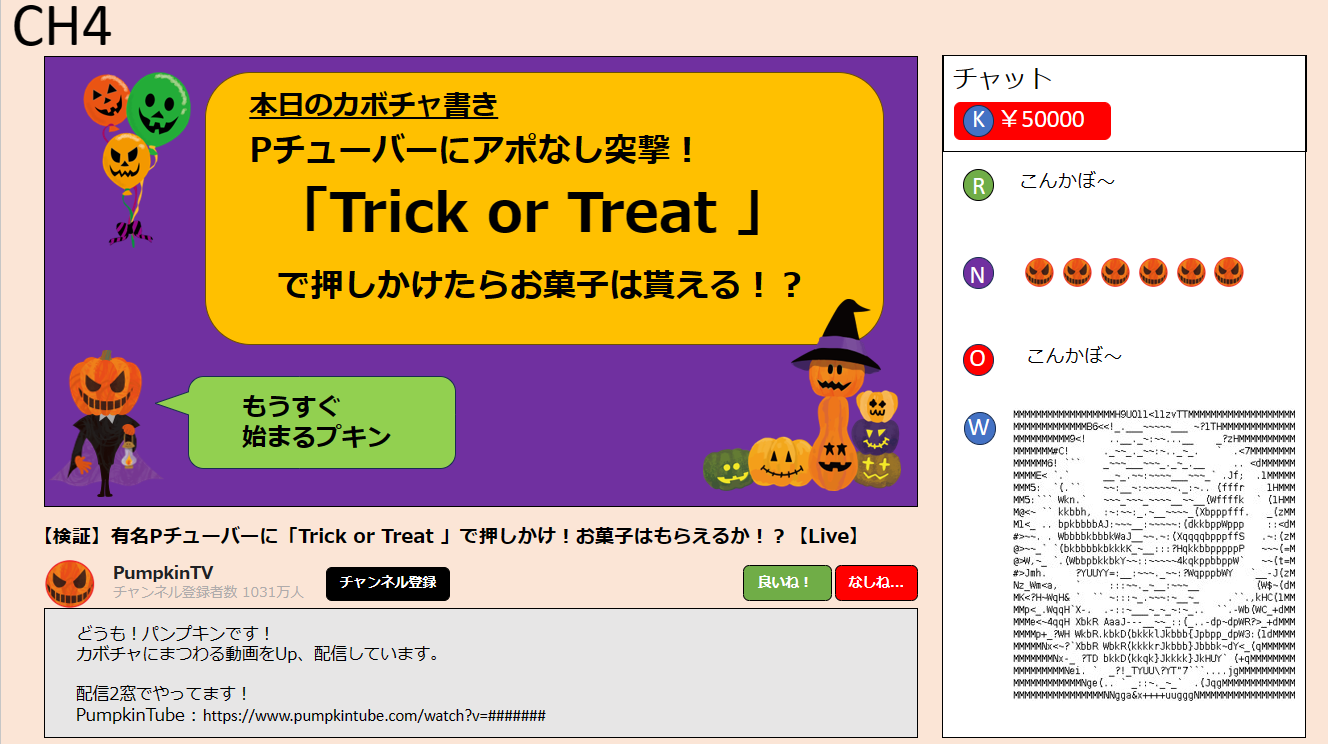 CH4
本日のカボチャ書き
Pチューバーにアポなし突撃！
「Trick or Treat 」
で押しかけたらお菓子は貰える！？
もうすぐ
始まるプキン
【検証】有名Pチューバーに「Trick or Treat 」で押しかけ！お菓子はもらえるか！？【Live】
PumpkinTV
チャンネル登録者数 1031万人
チャンネル登録
良いね！
なしね...
どうも！パンプキンです！
カボチャにまつわる動画をUp、配信しています。
配信2窓でやってます！
PumpkinTube：https://www.pumpkintube.com/watch?v=#######
チャット
K ￥50000
R こんかぼ～
N
O こんかぼ～
W